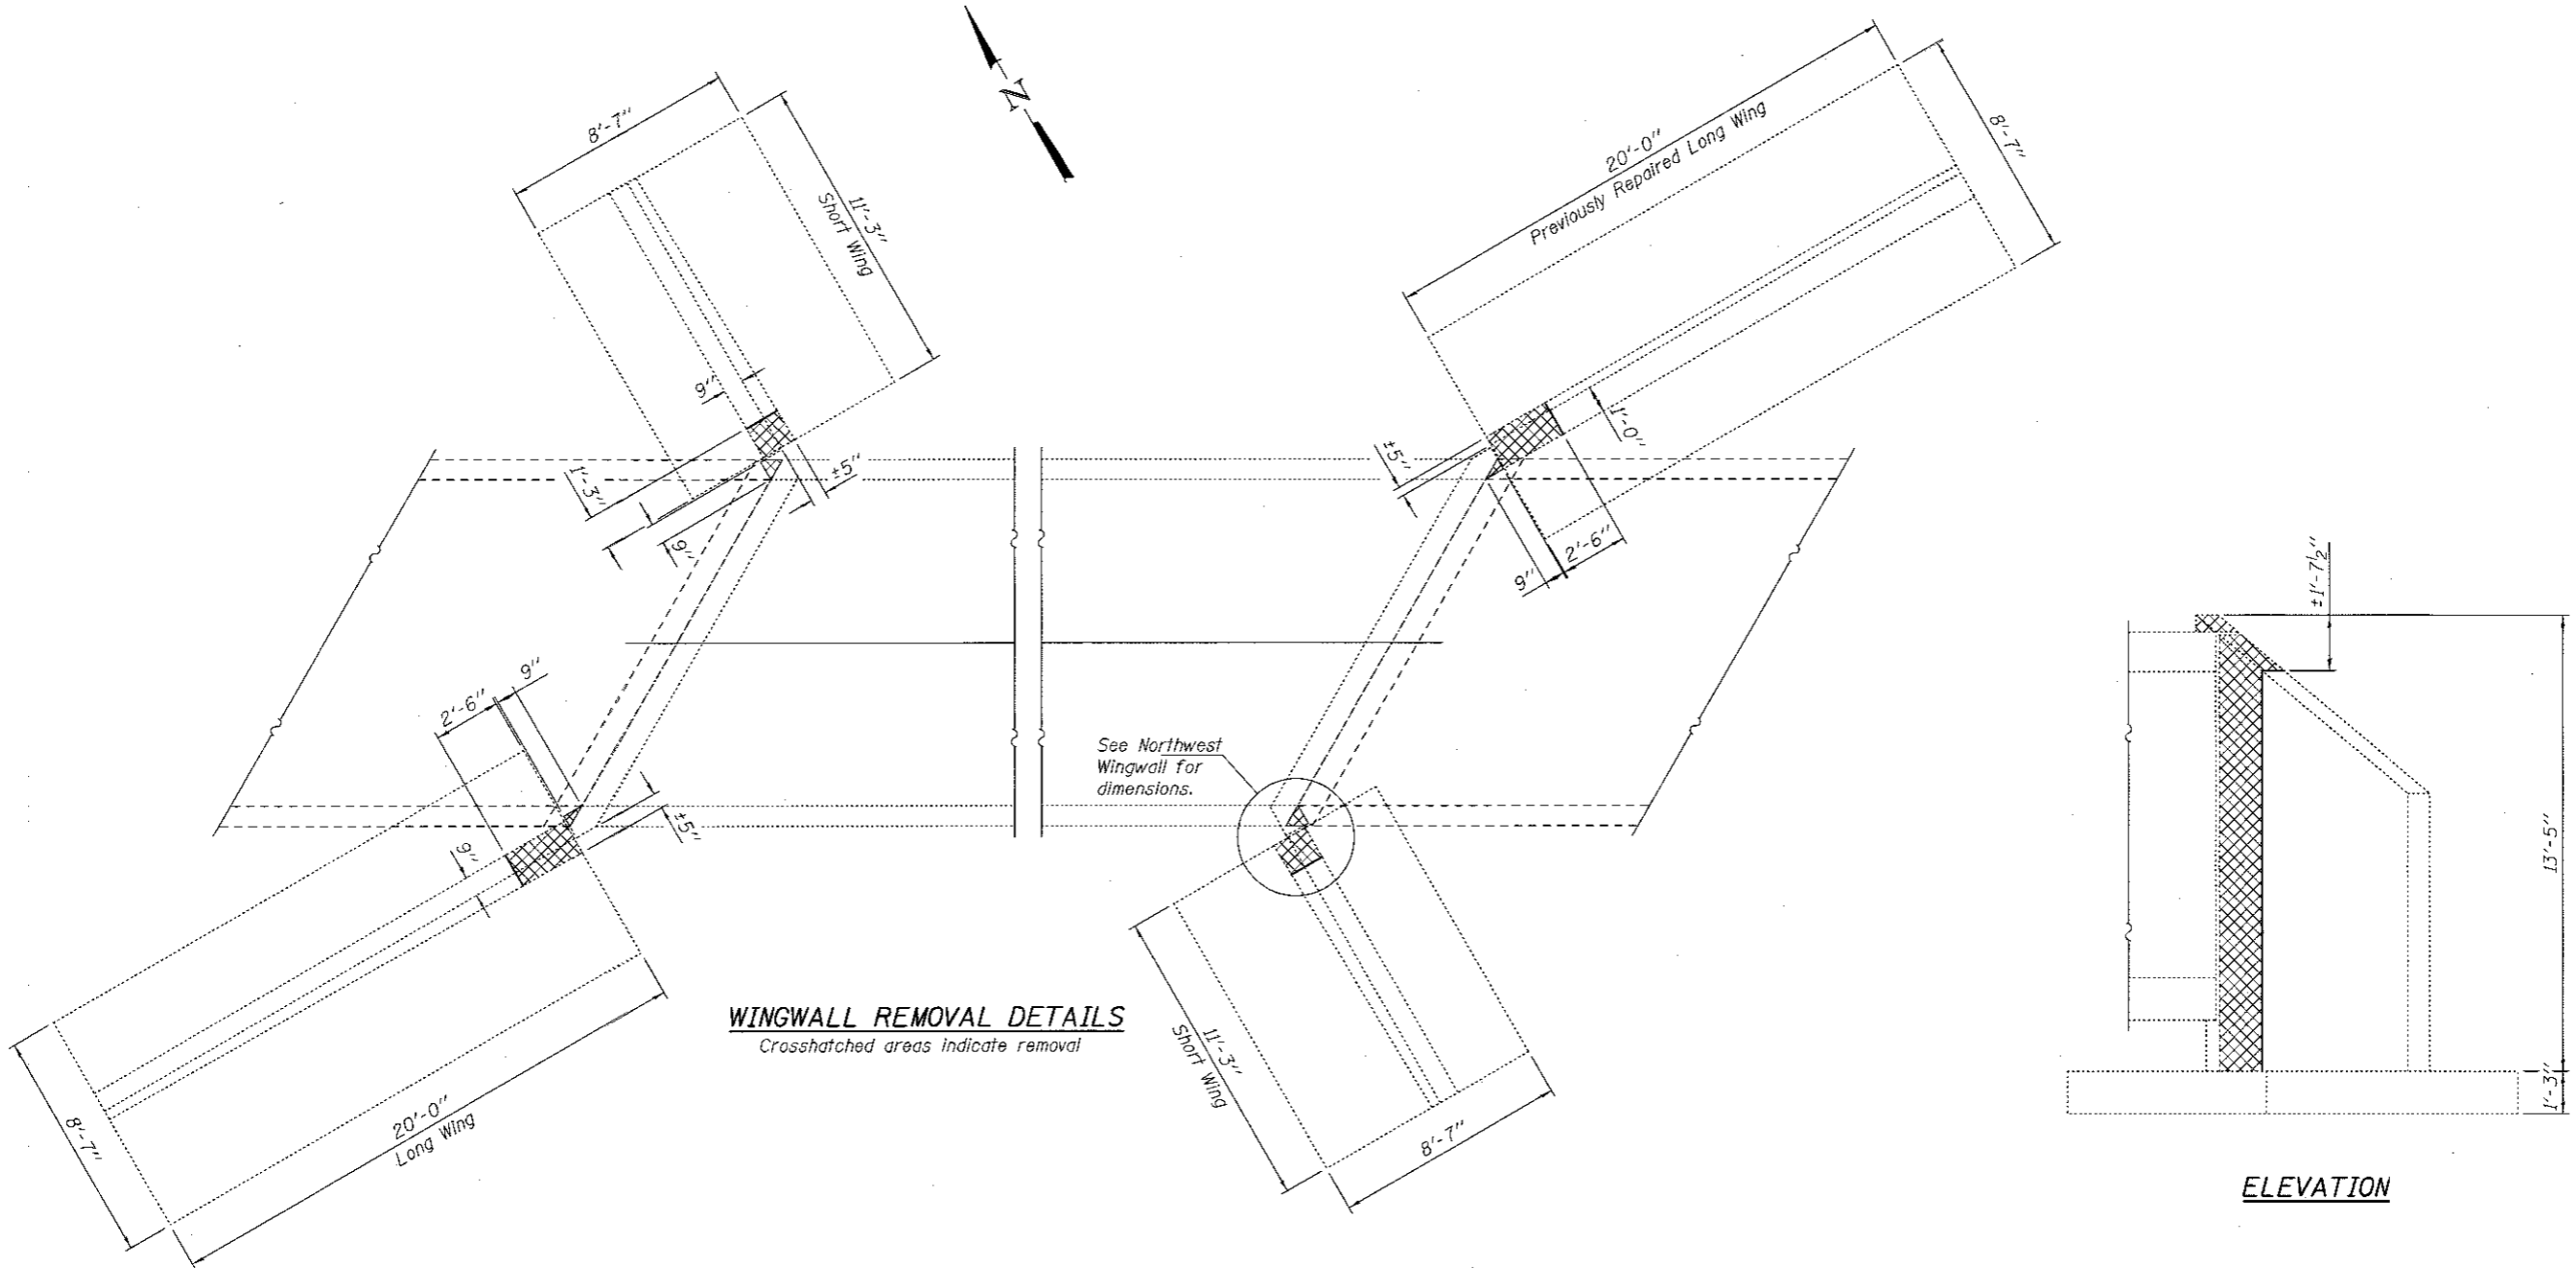 N
8'-7"
11'-3"
Short Wing
9"
1'-3"
±5"
9"
20'-0"
Previously Repaired Long Wing
8'-7"
1'-0"
±5"
2'-6"
9"
2'-6"
9"
±5"
9"
8'-7"
20'-0"
Long Wing
See Northwest
Wingwall for
dimensions.
11'-3"
Short Wing
8'-7"
WINGWALL REMOVAL DETAILS
Crosshatched areas indicate removal
±1'-7½"
13'-5"
1'-3"
ELEVATION